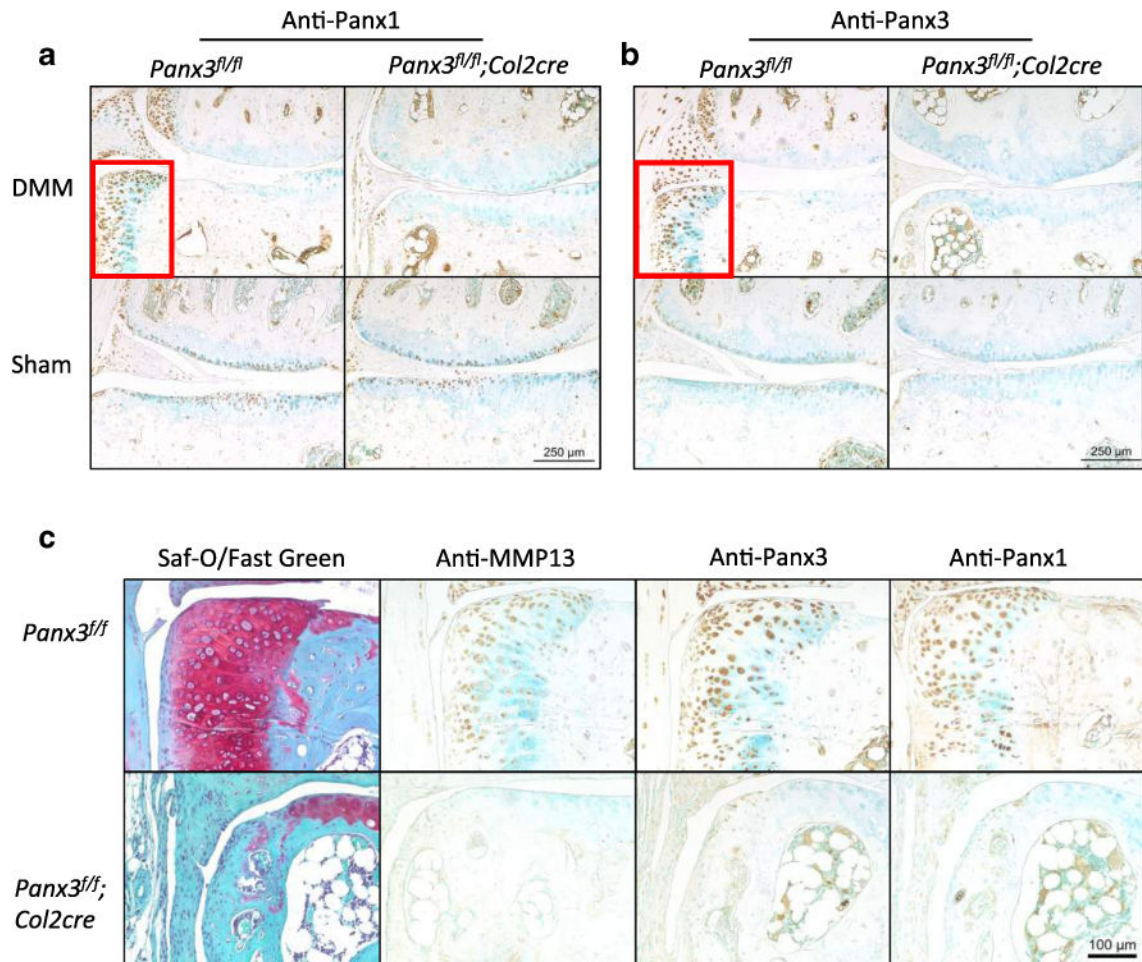 Anti-Panx1
Anti-Panx3
a
b
Panx3fl/fl
Panx3fl/fl;Col2cre
Panx3fl/fl
Panx3fl/fl;Col2cre
DMM
Sham
250 µm
250 µm
c
Saf-O/Fast Green
Anti-MMP13
Anti-Panx3
Anti-Panx1
Panx3f/f
Panx3f/f;
Col2cre
100 µm